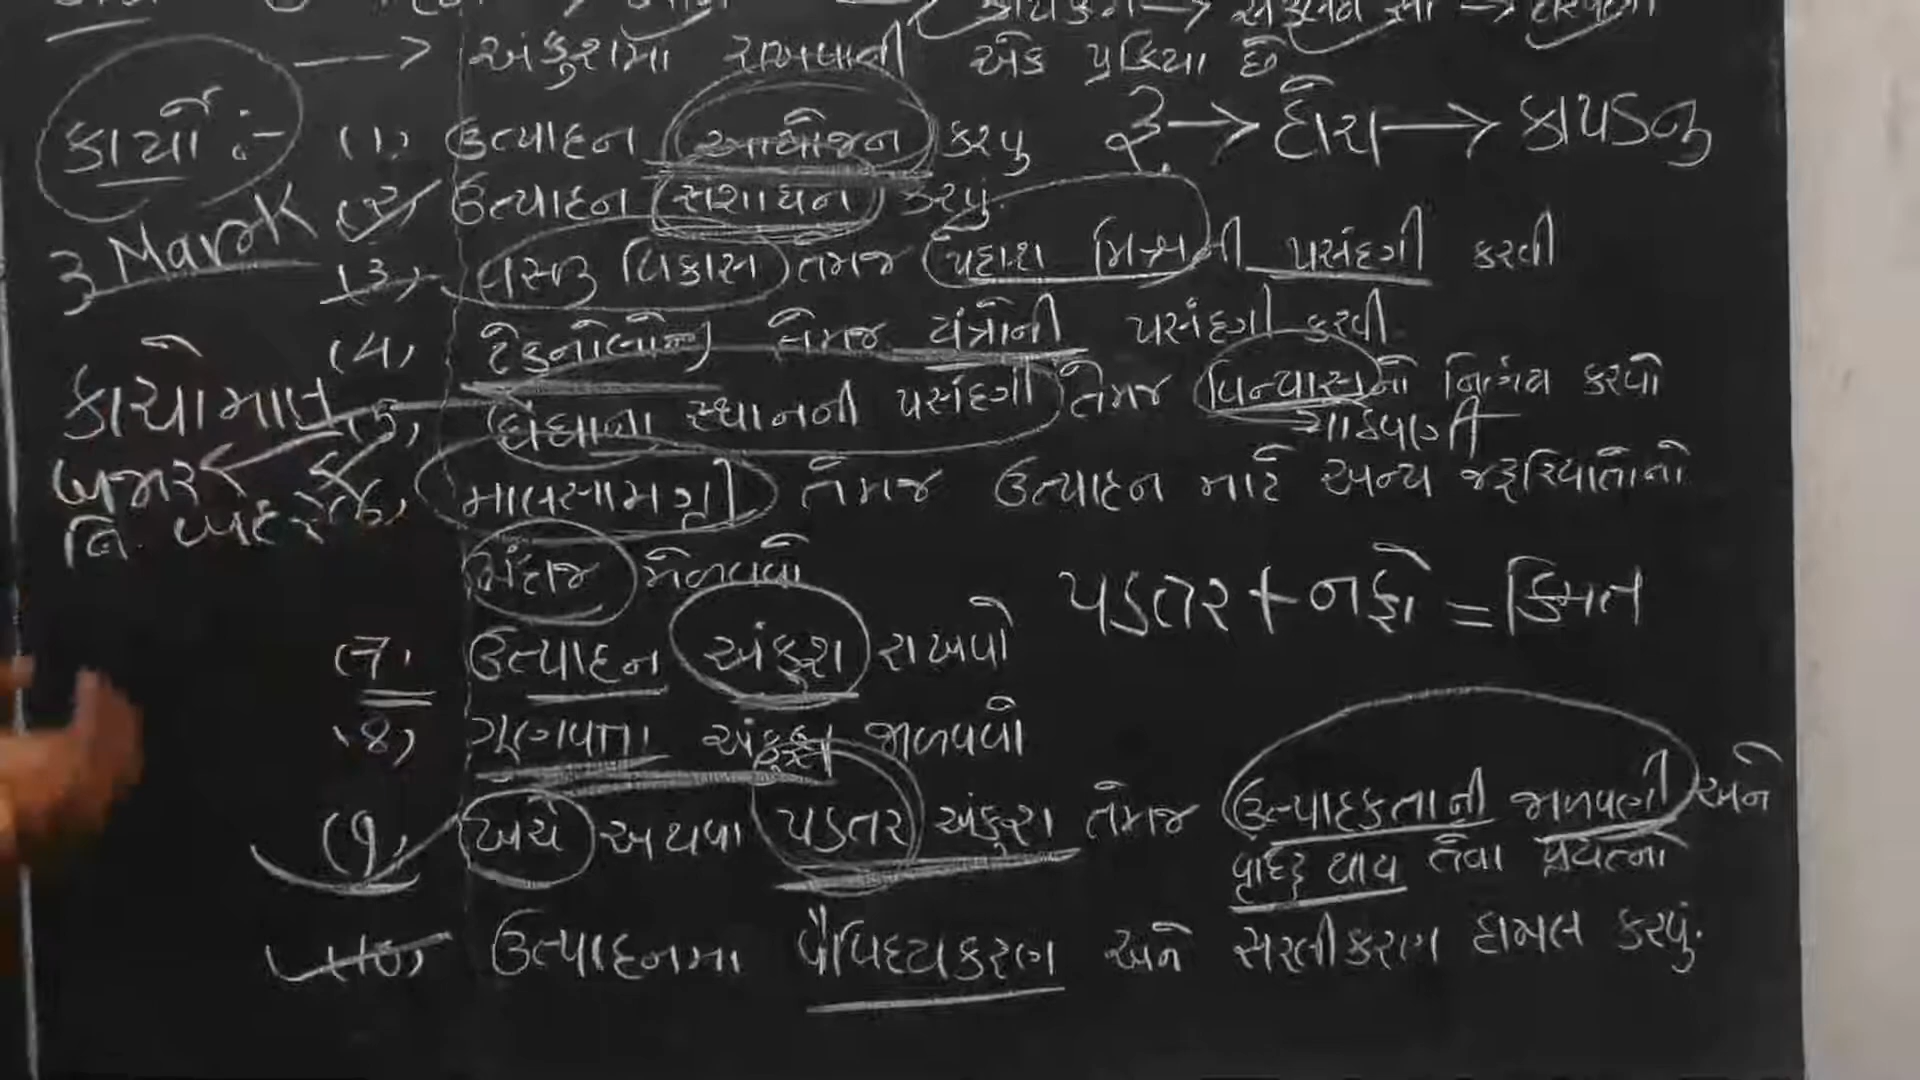 કાર્યક્રમ →
→ અંકુશમા રાખવાની એક પ્રક્રિયા છે
કાર્યો :- (1) ઉત્પાદન આયોજન કરવુ રૂ → દોરા → કાપડનુ
3 Mark (2) ઉત્પાદન સંશોધન કરવું.
(3) વસ્તુ વિકાસ તેમજ પેદાશ મિશ્રની પસંદગી કરવી
(4) ટેકનોલોજી તેમજ યંત્રોની પસંદગી કરવી
કાચોમાલ (5) ધંધાના સ્થાનની પસંદગી તેમજ વિન્યાસનો નિર્ણય કરવો
ગોઠવણી
બજાર
(6) માલસામગ્રી તેમજ ઉત્પાદન માટે અન્ય જરૂરિયાતોનો
અંદાજ મેળવવો
પડતર + નફો = કિંમત
(7) ઉત્પાદન અંકુશ રાખવો
(8) ગુણવત્તા અંકુશ જાળવવો
(9) ખર્ચ અથવા પડતર અંકુશ તેમજ ઉત્પાદકતાની જાળવણી અને
વૃદ્ધિ થાય તેવા પ્રયત્નો
(10) ઉત્પાદનમા વૈવિધ્યકરણ અને સરલીકરણ હાંસલ કરવું.